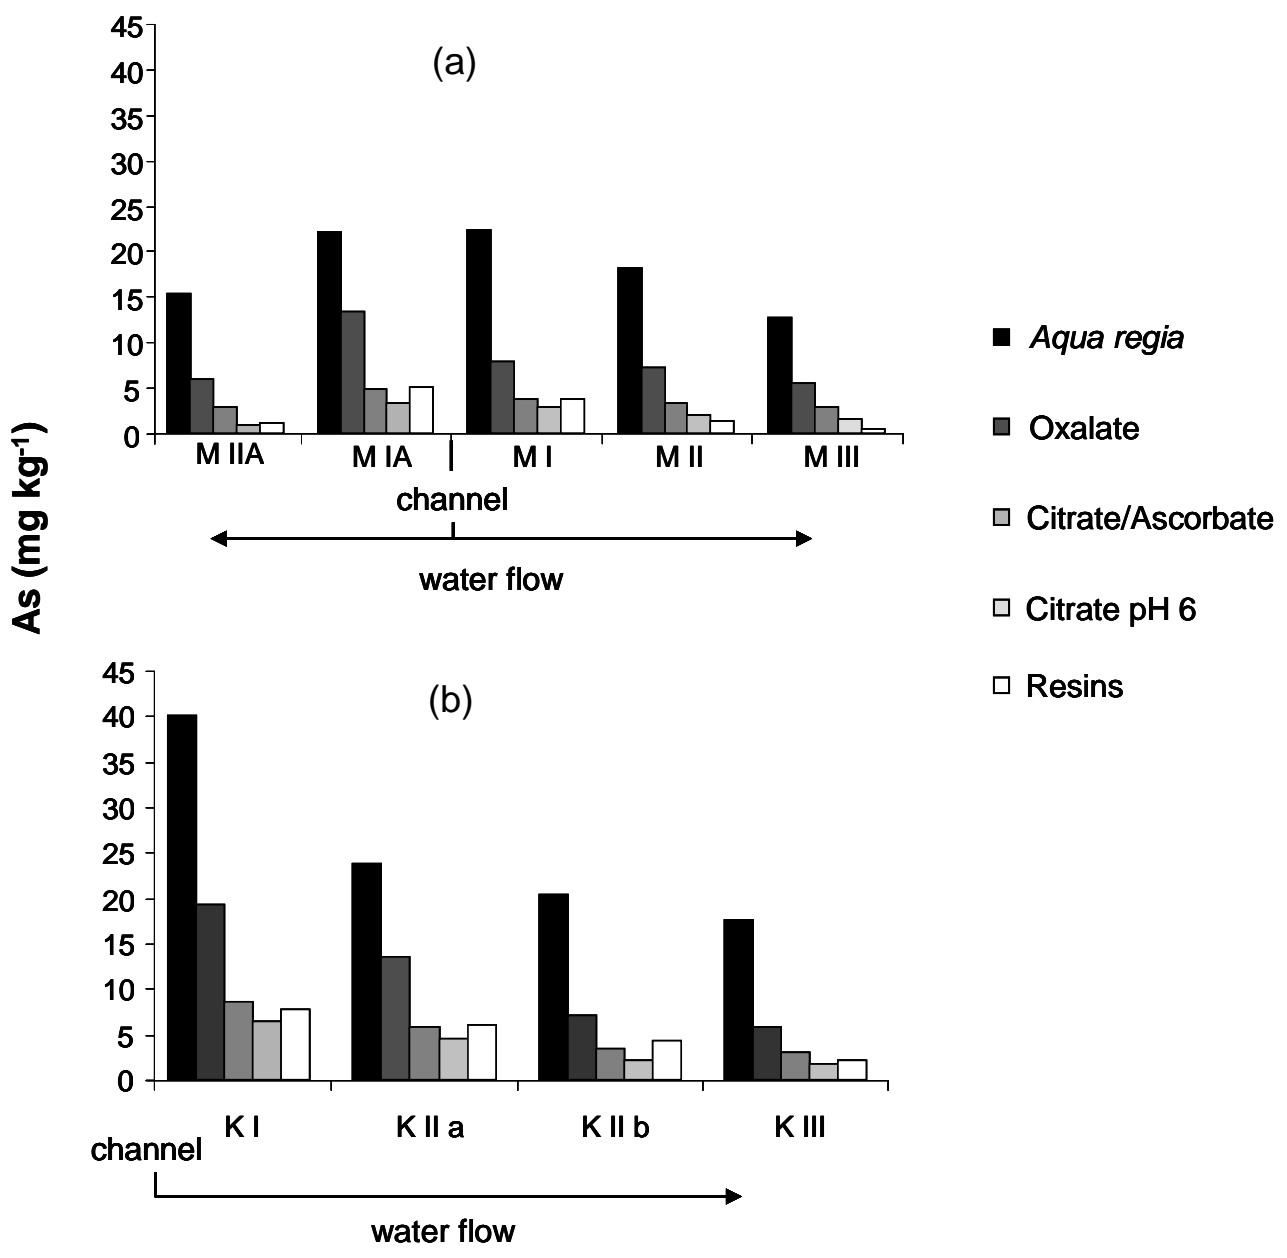 (a)
45
40
35
30
25
20
15
10
5
0
M IIA M IA M I M II M III
channel
water flow
As (mg kg-1)
Aqua regia
Oxalate
Citrate/Ascorbate
Citrate pH 6
Resins
(b)
45
40
35
30
25
20
15
10
5
0
K I K II a K II b K III
channel
water flow